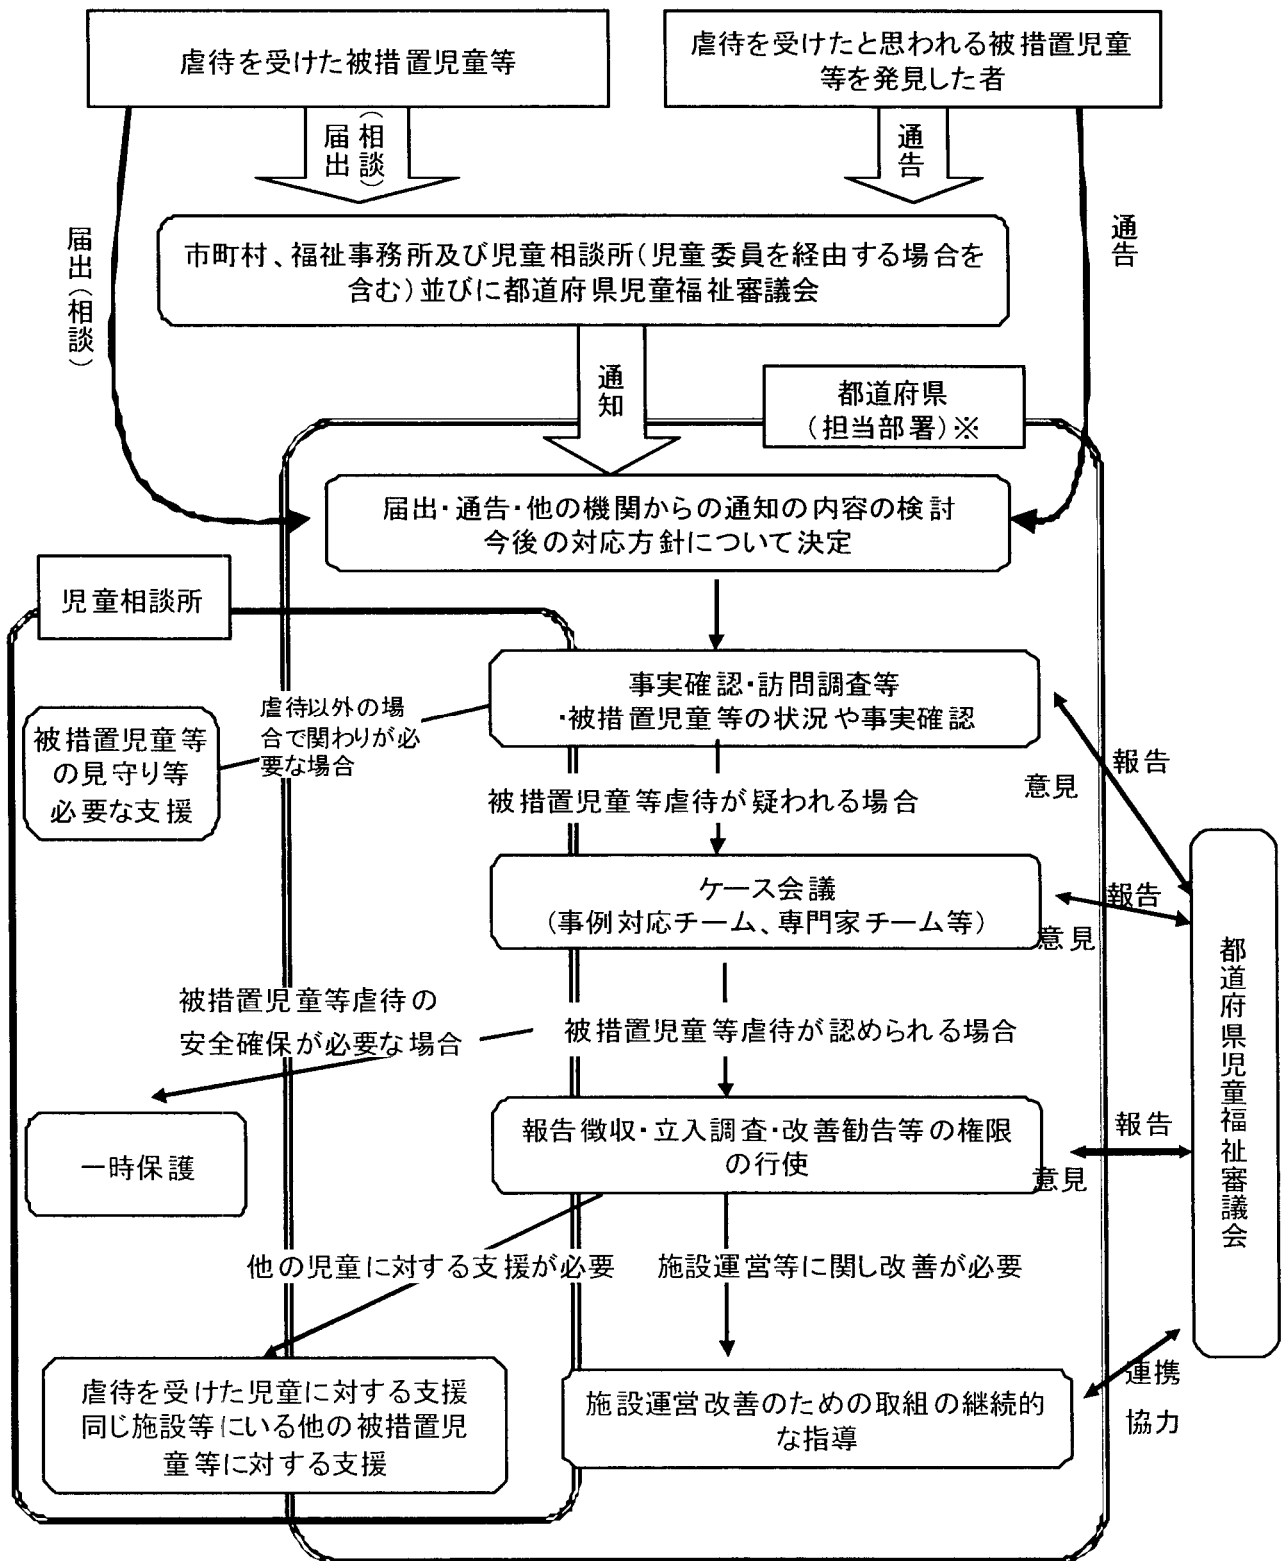 虐待を受けた被措置児童等
虐待を受けたと思われる被措置児童
等を発見した者
届出
(相談)
通告
届出(相談)
通告
市町村、福祉事務所及び児童相談所(児童委員を経由する場合を
含む)並びに都道府県児童福祉審議会
通知
都道府県
(担当部署)※
届出・通告・他の機関からの通知の内容の検討
今後の対応方針について決定
児童相談所
事実確認・訪問調査等
・被措置児童等の状況や事実確認
虐待以外の場
合で関わりが必
要な場合
被措置児童等
の見守り等
必要な支援
報告
意見
被措置児童等虐待が疑われる場合
ケース会議
(事例対応チーム、専門家チーム等)
報告
意見
都道府県児童福祉審議会
被措置児童等虐待の
安全確保が必要な場合
被措置児童等虐待が認められる場合
一時保護
報告徴収・立入調査・改善勧告等の権限
の行使
報告
意見
他の児童に対する支援が必要
施設運営等に関し改善が必要
虐待を受けた児童に対する支援
同じ施設等にいる他の被措置児
童等に対する支援
施設運営改善のための取組の継続的
な指導
連携
協力